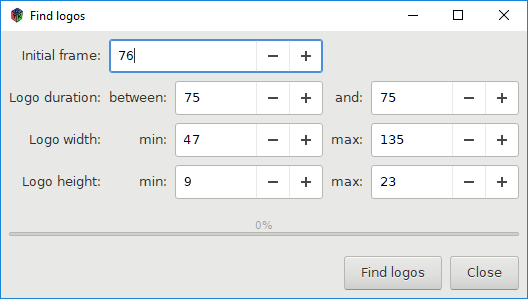 Find logos
Initial frame: 76
Logo duration: between: 75 and: 75
Logo width: min: 47 max: 135
Logo height: min: 9 max: 23
0%
Find logos Close